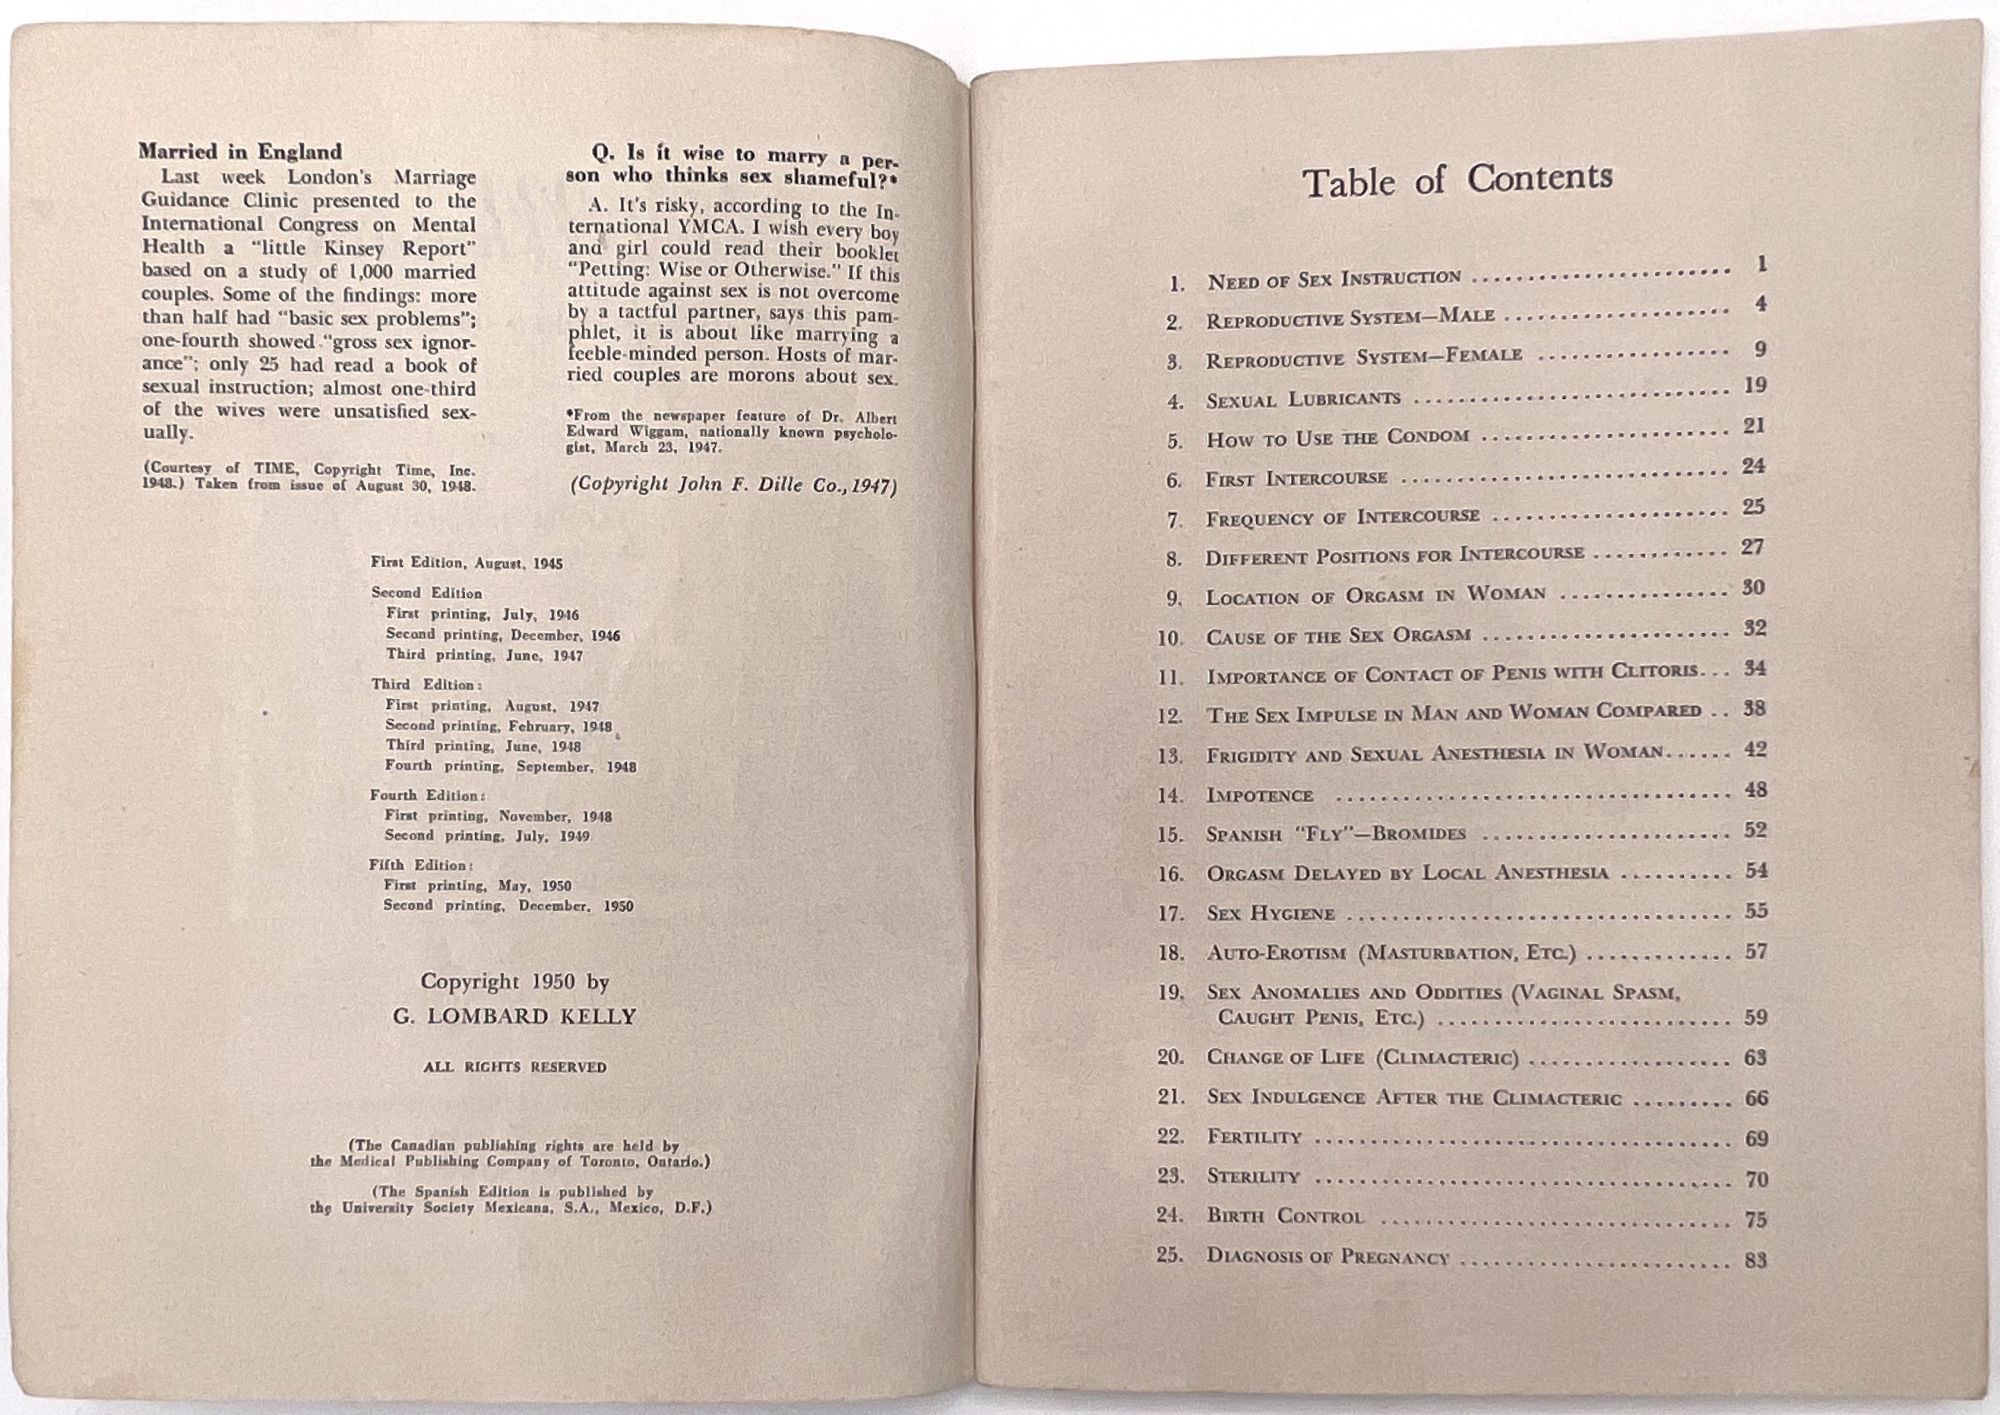 Married in England
Last week London's Marriage
Guidance Clinic presented to the
International Congress on Mental
Health a "little Kinsey Report"
based on a study of 1,000 married
couples. Some of the findings: more
than half had "basic sex problems";
one-fourth showed "gross sex ignor-
ance"; only 25 had read a book of
sexual instruction; almost one-third
of the wives were unsatisfied sex-
ually.
(Courtesy of TIME, Copyright Time, Inc.
1948.) Taken from issue of August 30, 1948.
Q. Is it wise to marry a per-
son who thinks sex shameful?*
A. It's risky, according to the In-
ternational YMCA. I wish every boy
and girl could read their booklet
"Petting: Wise or Otherwise." If this
attitude against sex is not overcome
by a tactful partner, says this pam-
phlet, it is about like marrying a
feeble-minded person. Hosts of mar-
ried couples are morons about sex.
*From the newspaper feature of Dr. Albert
Edward Wiggam, nationally known psycholo-
gist, March 23, 1947.
(Copyright John F. Dille Co., 1947)
First Edition, August, 1945
Second Edition
First printing, July, 1946
Second printing, December, 1946
Third printing, June, 1947
Third Edition:
First printing, August, 1947
Second printing, February, 1948
Third printing, June, 1948
Fourth printing, September, 1948
Fourth Edition:
First printing, November, 1948
Second printing, July, 1949
Fifth Edition:
First printing, May, 1950
Second printing, December, 1950
Copyright 1950 by
G. LOMBARD KELLY
ALL RIGHTS RESERVED
(The Canadian publishing rights are held by
the Medical Publishing Company of Toronto, Ontario.)
(The Spanish Edition is published by
the University Society Mexicana, S.A., Mexico, D.F.)
Table of Contents
1. NEED OF SEX INSTRUCTION ....................... 1
2. REPRODUCTIVE SYSTEM—MALE .................... 4
3. REPRODUCTIVE SYSTEM—FEMALE ................. 9
4. SEXUAL LUBRICANTS ............................ 19
5. HOW TO USE THE CONDOM ...................... 21
6. FIRST INTERCOURSE ............................. 24
7. FREQUENCY OF INTERCOURSE ..................... 25
8. DIFFERENT POSITIONS FOR INTERCOURSE ............ 27
9. LOCATION OF ORGASM IN WOMAN ............... 30
10. CAUSE OF THE SEX ORGASM ...................... 32
11. IMPORTANCE OF CONTACT OF PENIS WITH CLITORIS... 34
12. THE SEX IMPULSE IN MAN AND WOMAN COMPARED .. 38
13. FRIGIDITY AND SEXUAL ANESTHESIA IN WOMAN...... 42
14. IMPOTENCE .................................... 48
15. SPANISH "FLY"—BROMIDES ...................... 52
16. ORGASM DELAYED BY LOCAL ANESTHESIA .......... 54
17. SEX HYGIENE .................................. 55
18. AUTO-EROTISM (MASTURBATION, ETC.) ............. 57
19. SEX ANOMALIES AND ODDITIES (VAGINAL SPASM,
CAUGHT PENIS, ETC.) ........................... 59
20. CHANGE OF LIFE (CLIMACTERIC) .................. 63
21. SEX INDULGENCE AFTER THE CLIMACTERIC ......... 66
22. FERTILITY ..................................... 69
23. STERILITY ..................................... 70
24. BIRTH CONTROL ................................ 75
25. DIAGNOSIS OF PREGNANCY ........................ 83